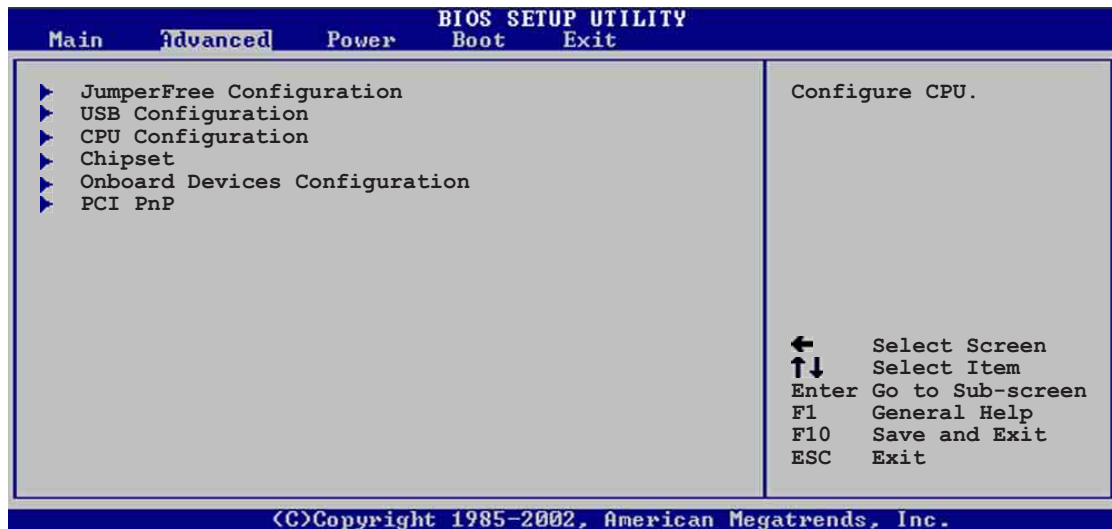 BIOS SETUP UTILITY
Main Advanced Power Boot Exit
JumperFree Configuration
USB Configuration
CPU Configuration
Chipset
Onboard Devices Configuration
PCI PnP
Configure CPU.
← Select Screen
↑↓ Select Item
Enter Go to Sub-screen
F1 General Help
F10 Save and Exit
ESC Exit
(C)Copyright 1985-2002, American Megatrends, Inc.